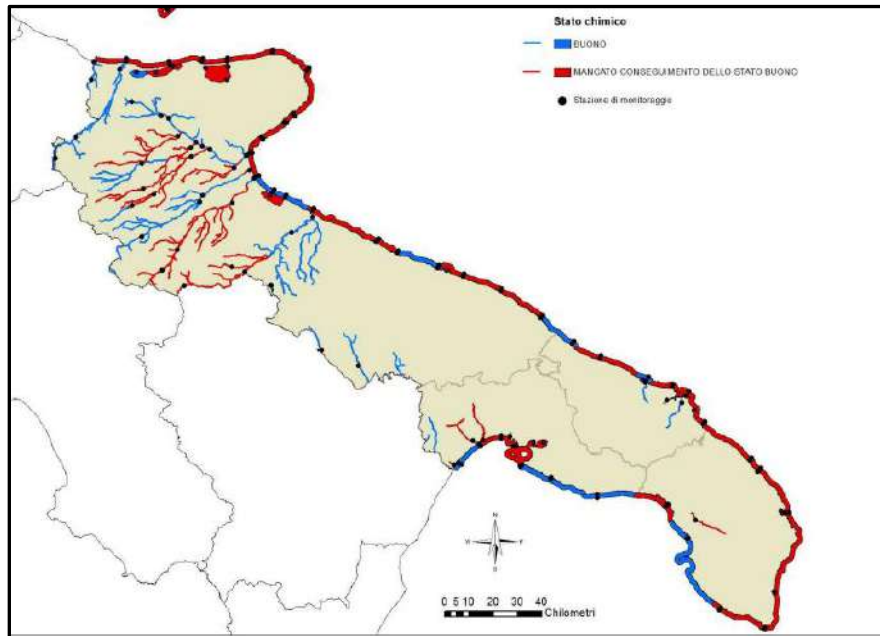 Stato chimico
BUONO
MANCATO CONSEGUIMENTO DELLO STATO BUONO
Stazione di monitoraggio
N
W
E
S
0 5 10 20 30 40
Chilometri